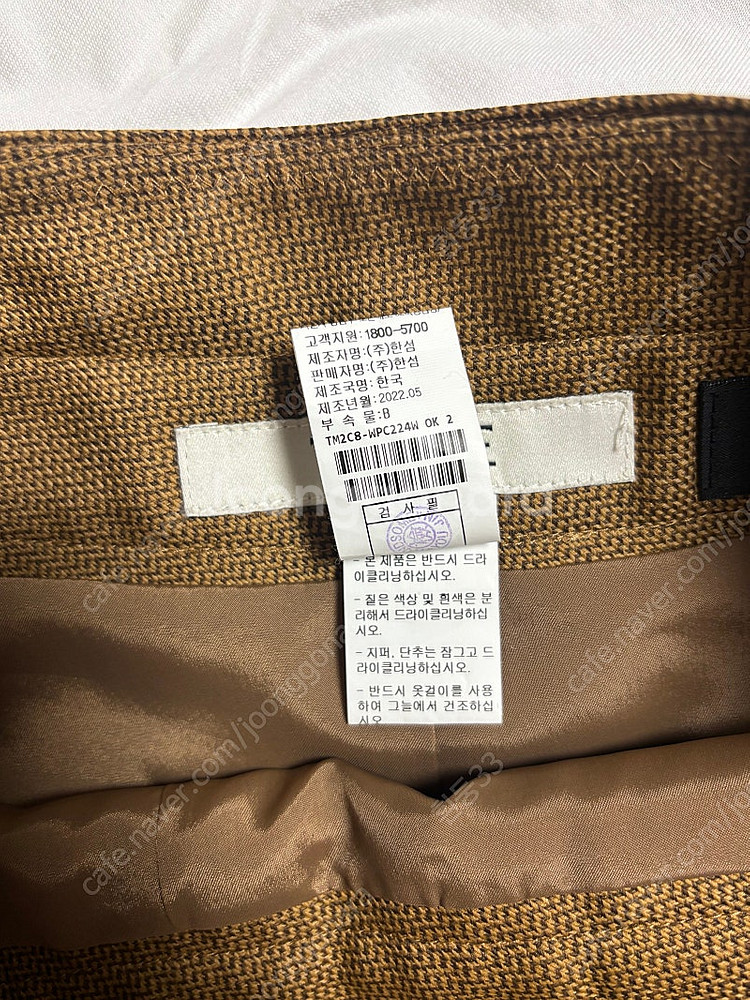 고객지원:1800-5700
제조자명:(주)한섬
판매자명:(주)한섬
제조국명:한국
제조년월:2022.05
부 속 물:B
TM2C8-WPC224W OK 2
E
검 사 필
- 본 제품은 반드시 드라
이클리닝하십시오.
- 짙은 색상 및 흰색은 분
리해서 드라이클리닝하십
시오.
- 지퍼, 단추는 잠그고 드
라이클리닝하십시오.
- 반드시 옷걸이를 사용
하여 그늘에서 건조하십
시오
cafe.naver.com/joonggonara